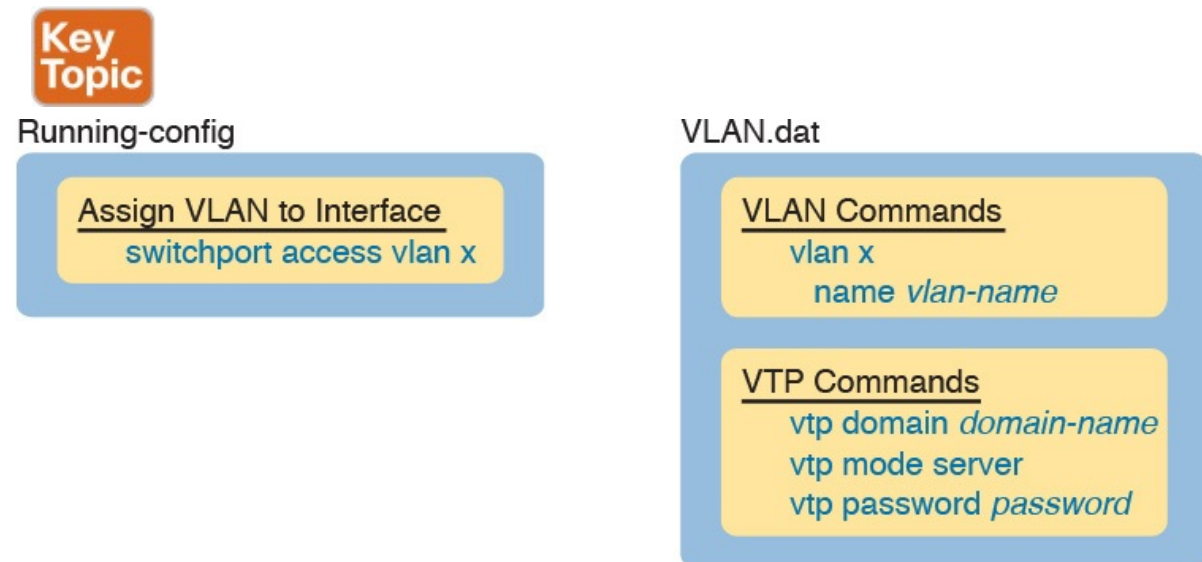 Key
Topic
Running-config
Assign VLAN to Interface
switchport access vlan x
VLAN.dat
VLAN Commands
vlan x
name vlan-name
VTP Commands
vtp domain domain-name
vtp mode server
vtp password password